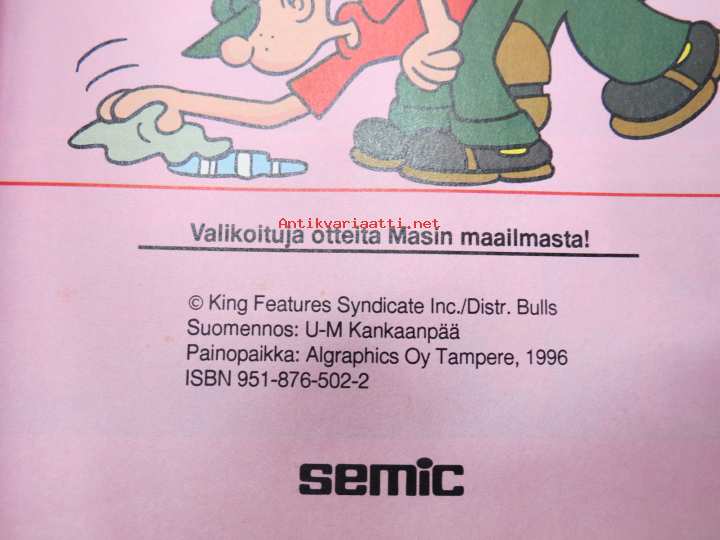 Antikvariaatti.net
Valikoituja otteita Masin maailmasta!
© King Features Syndicate Inc./Distr. Bulls
Suomennos: U-M Kankaanpää
Painopaikka: Algraphics Oy Tampere, 1996
ISBN 951-876-502-2
semic